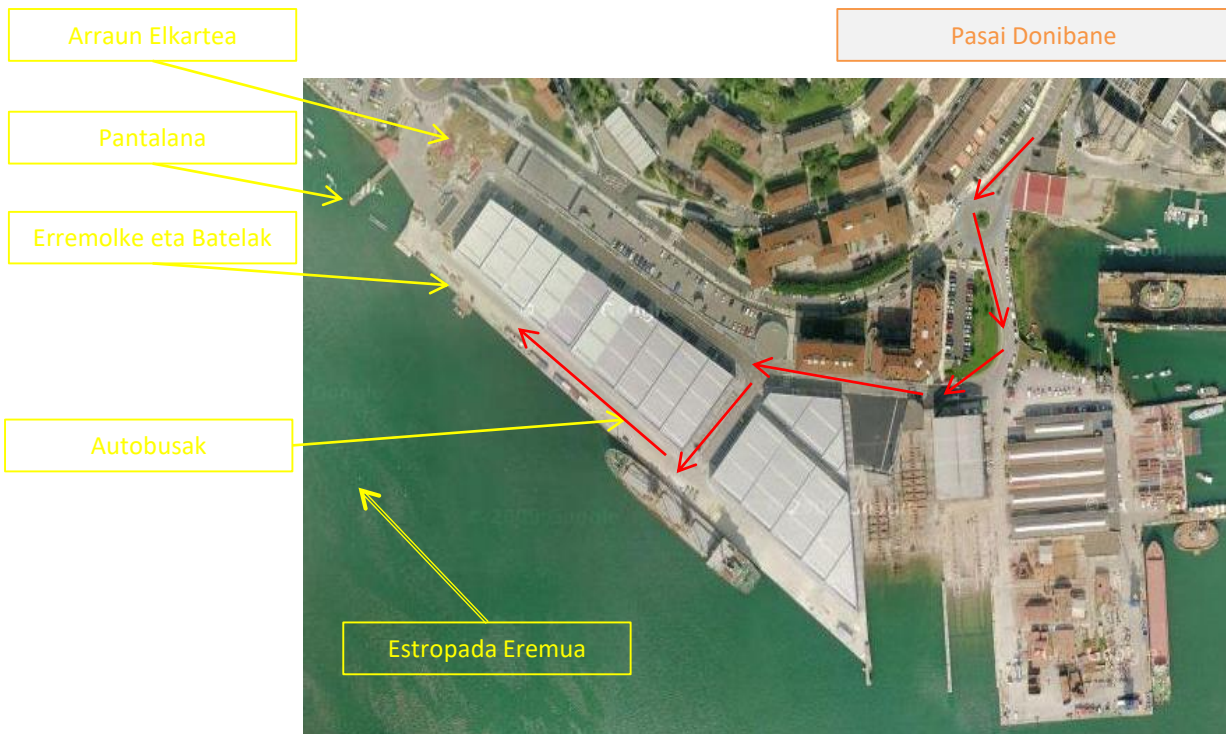 Arraun Elkartea
Pasai Donibane
Pantalana
Erremolke eta Batelak
Autobusak
Estropada Eremua